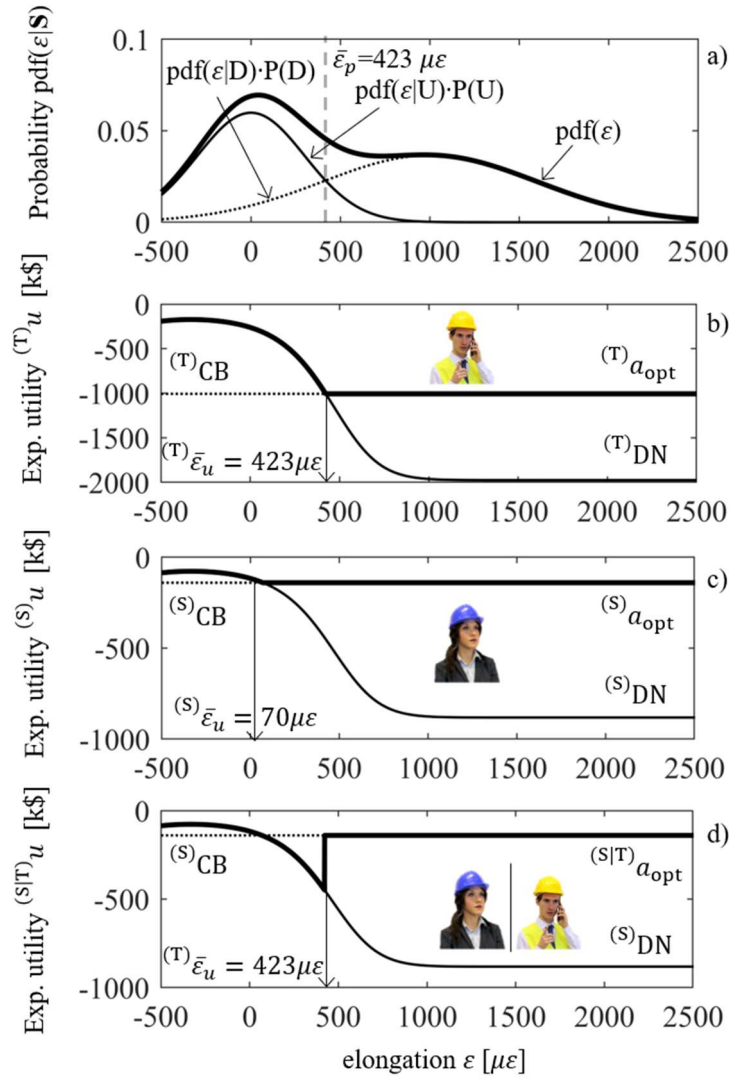 Probability pdf(ε|S)
0.1
0.05
0
ε̄p=423 με
a)
pdf(ε|D)·P(D)
pdf(ε|U)·P(U)
pdf(ε)
-500 0 500 1000 1500 2000 2500
Exp. utility (T)u [k$]
0
-500
-1000
-1500
-2000
b)
(T)CB
(T)aopt
(T)ε̄u = 423με
(T)DN
-500 0 500 1000 1500 2000 2500
Exp. utility (S)u [k$]
0
-500
-1000
c)
(S)CB
(S)aopt
(S)DN
(S)ε̄u = 70με
-500 0 500 1000 1500 2000 2500
Exp. utility (S|T)u [k$]
0
-500
-1000
d)
(S)CB
(S|T)aopt
(S)DN
(T)ε̄u = 423με
-500 0 500 1000 1500 2000 2500
elongation ε [με]